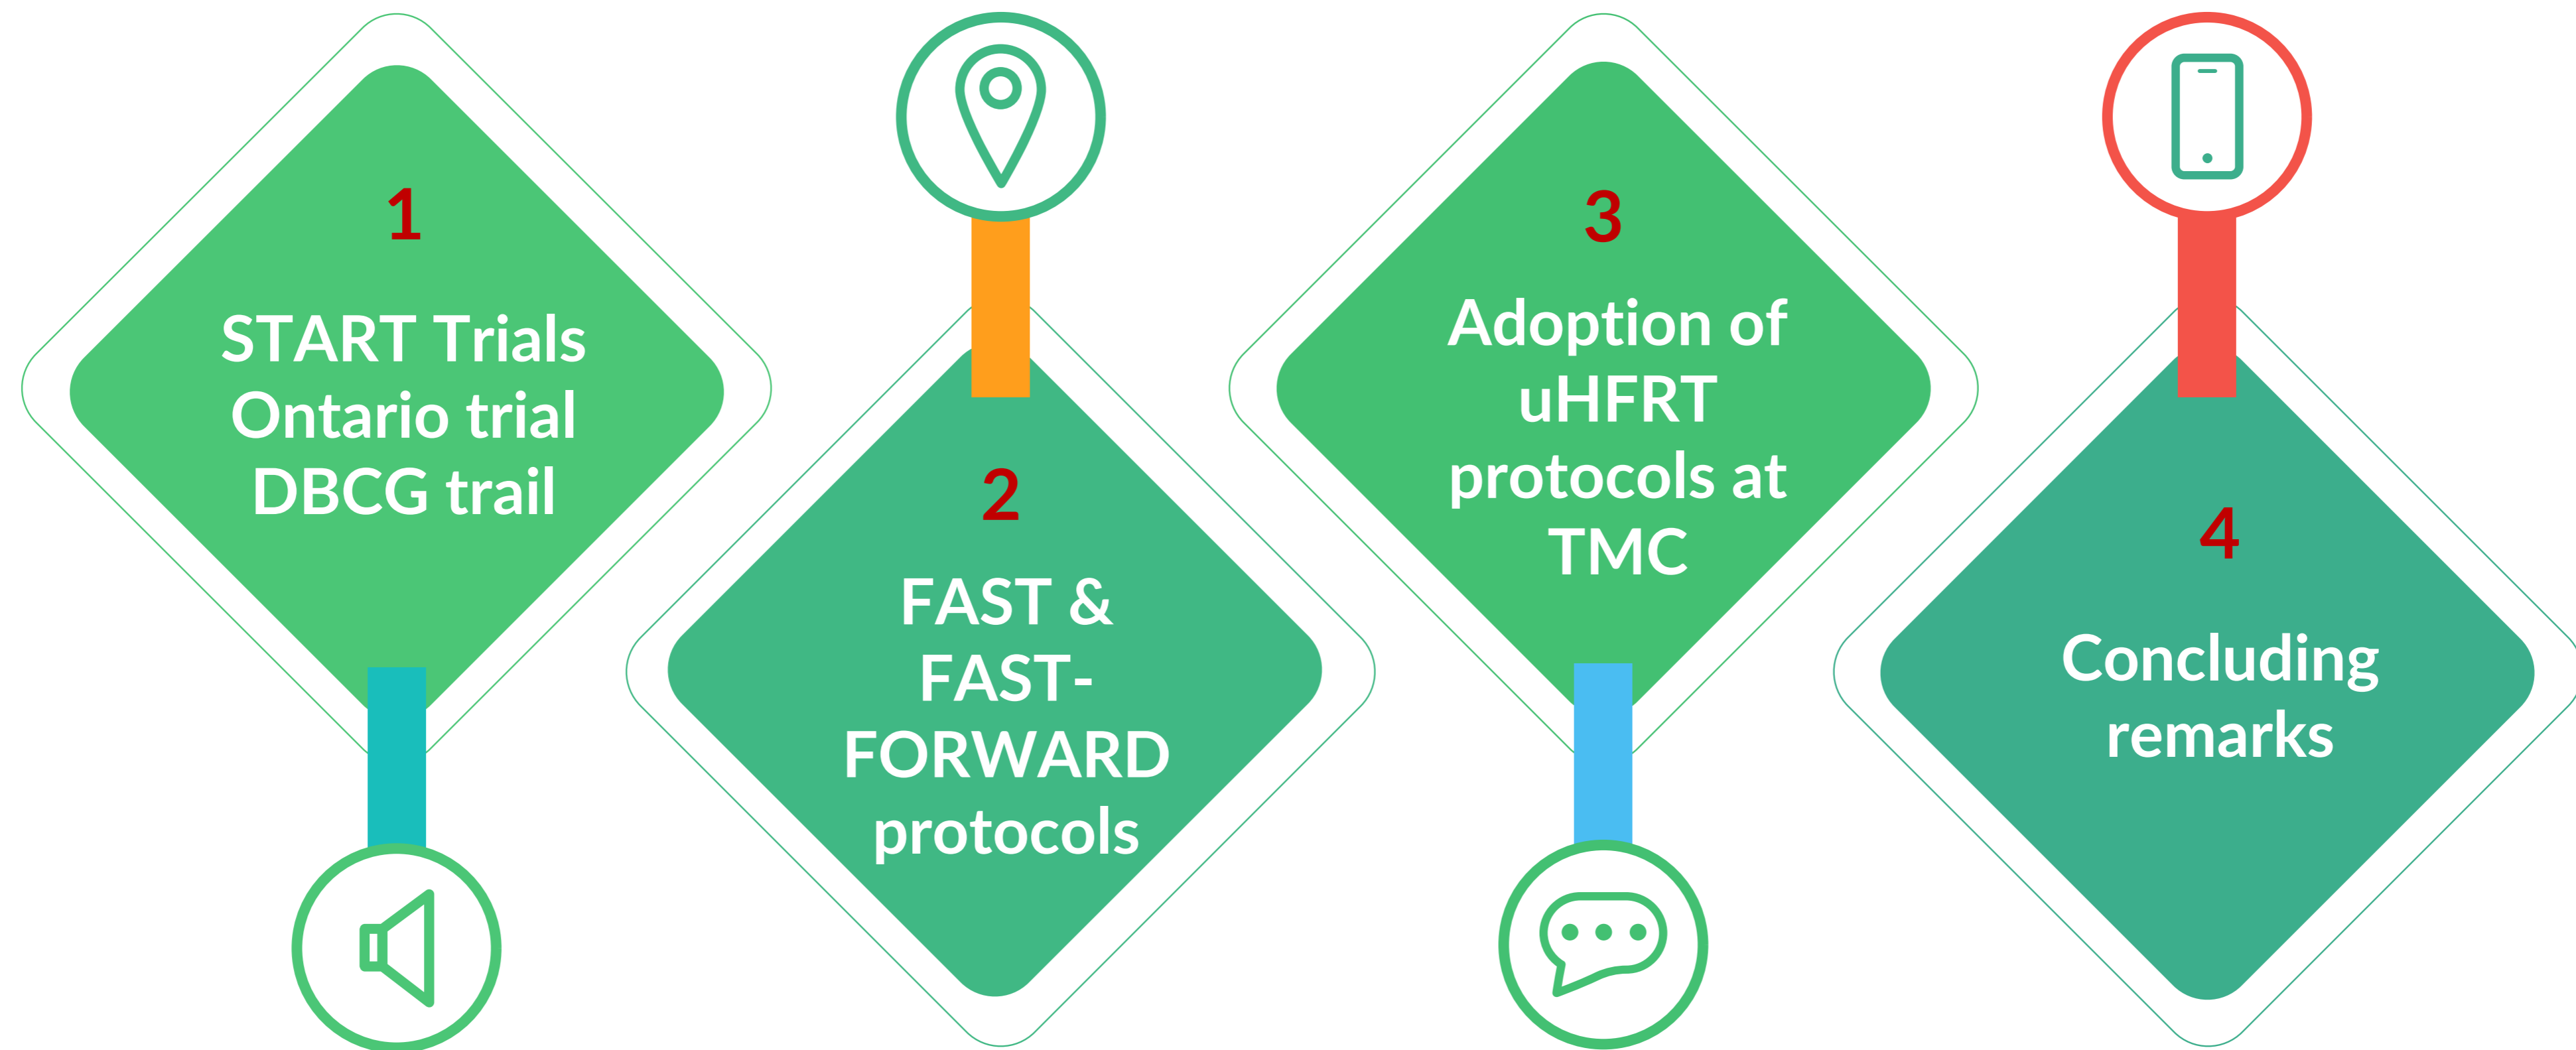 1
START Trials
Ontario trial
DBCG trail
2
FAST &
FAST-
FORWARD
protocols
3
Adoption of
uHFRT
protocols at
TMC
4
Concluding
remarks